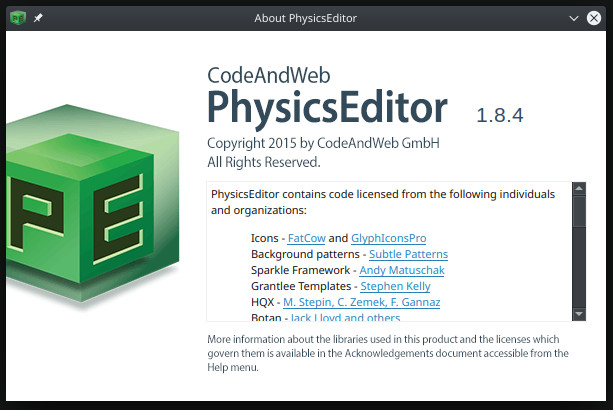 About PhysicsEditor
CodeAndWeb
PhysicsEditor 1.8.4
Copyright 2015 by CodeAndWeb GmbH
All Rights Reserved.
PhysicsEditor contains code licensed from the following individuals
and organizations:
Icons - FatCow and GlyphIconsPro
Background patterns - Subtle Patterns
Sparkle Framework - Andy Matuschak
Grantlee Templates - Stephen Kelly
HQX - M. Stepin, C. Zemek, F. Gannaz
Botan - Jack Lloyd and others
More information about the libraries used in this product and the licenses which
govern them is available in the Acknowledgements document accessible from the
Help menu.
PE